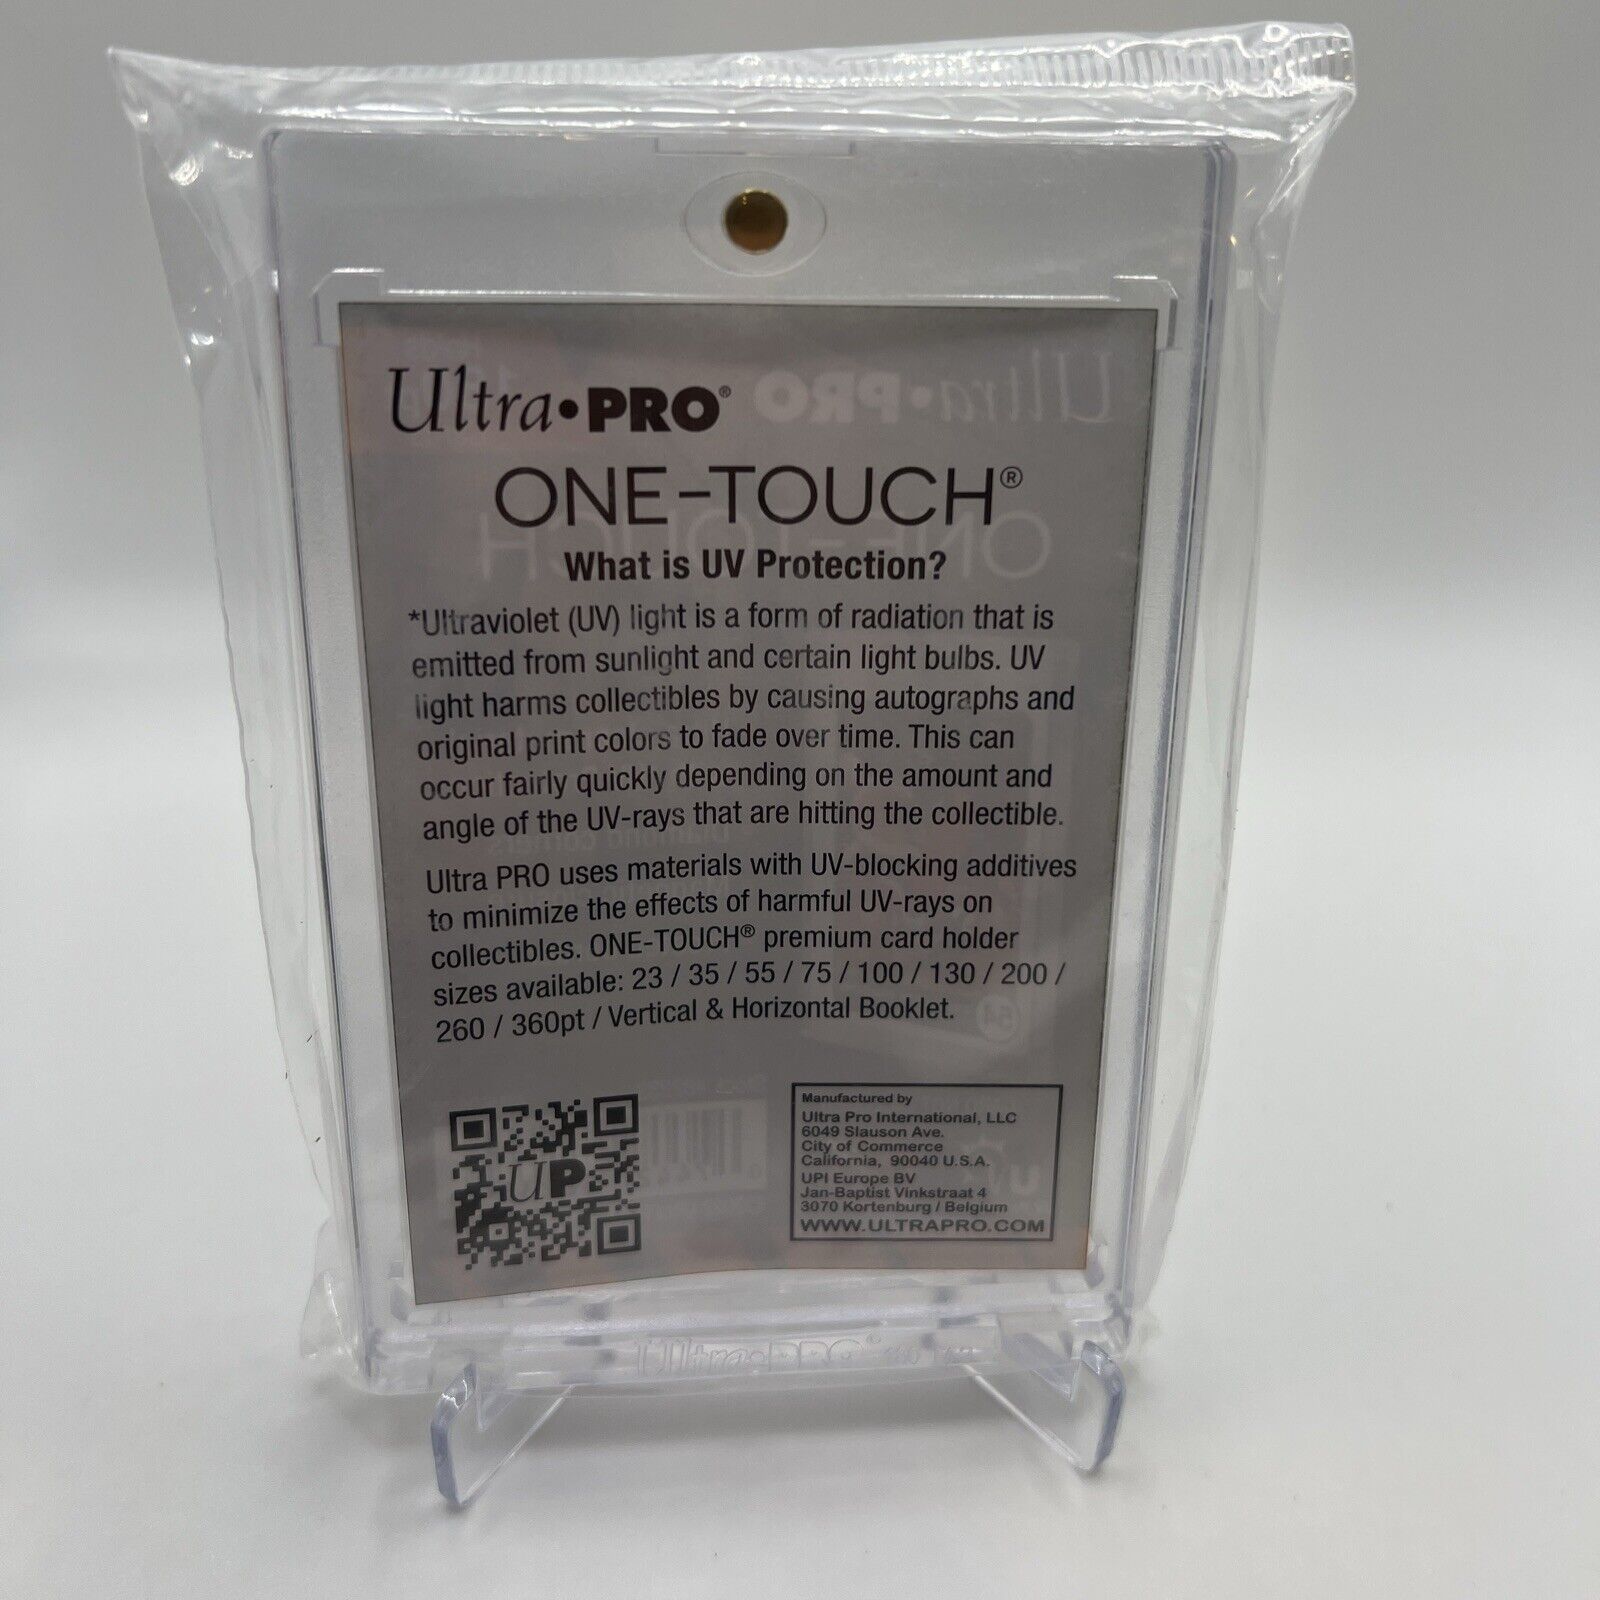 Ultra•PRO®
ONE-TOUCH®
What is UV Protection?
*Ultraviolet (UV) light is a form of radiation that is
emitted from sunlight and certain light bulbs. UV
light harms collectibles by causing autographs and
original print colors to fade over time. This can
occur fairly quickly depending on the amount and
angle of the UV-rays that are hitting the collectible.
Ultra PRO uses materials with UV-blocking additives
to minimize the effects of harmful UV-rays on
collectibles. ONE-TOUCH® premium card holder
sizes available: 23 / 35 / 55 / 75 / 100 / 130 / 200 /
260 / 360pt / Vertical & Horizontal Booklet.
UP
Manufactured by
Ultra Pro International, LLC
6049 Slauson Ave.
City of Commerce
California, 90040 U.S.A.
UPI Europe BV
Jan-Baptist Vinkstraat 4
3070 Kortenburg / Belgium
WWW.ULTRAPRO.COM
Ultra•PRO®